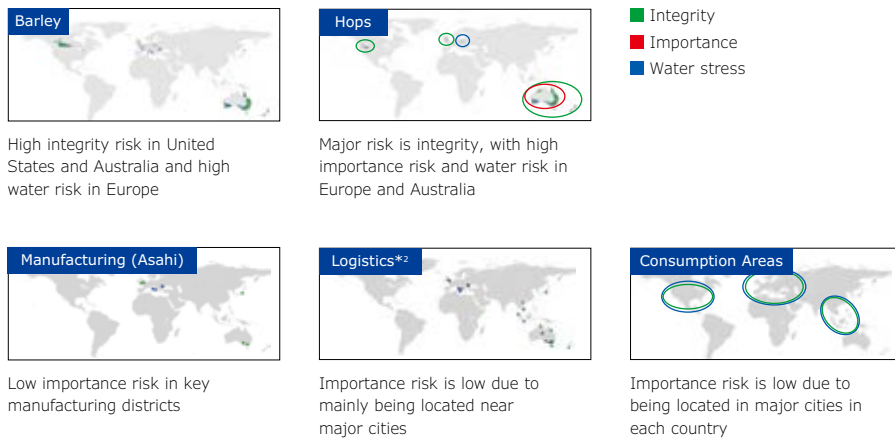 Barley
Hops
Integrity
Importance
Water stress
High integrity risk in United
States and Australia and high
water risk in Europe
Major risk is integrity, with high
importance risk and water risk in
Europe and Australia
Manufacturing (Asahi)
Logistics*2
Consumption Areas
Low importance risk in key
manufacturing districts
Importance risk is low due to
mainly being located near
major cities
Importance risk is low due to
being located in major cities in
each country